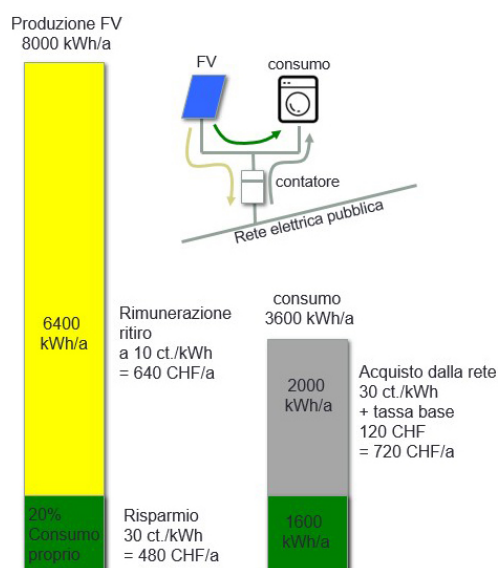 Produzione FV
8000 kWh/a
FV
consumo
contatore
Rete elettrica pubblica
6400
kWh/a
Rimunerazione
ritiro
a 10 ct./kWh
= 640 CHF/a
consumo
3600 kWh/a
2000
kWh/a
Acquisto dalla rete
30 ct./kWh
+ tassa base
120 CHF
= 720 CHF/a
20%
Consumo
proprio
Risparmio
30 ct./kWh
= 480 CHF/a
1600
kWh/a